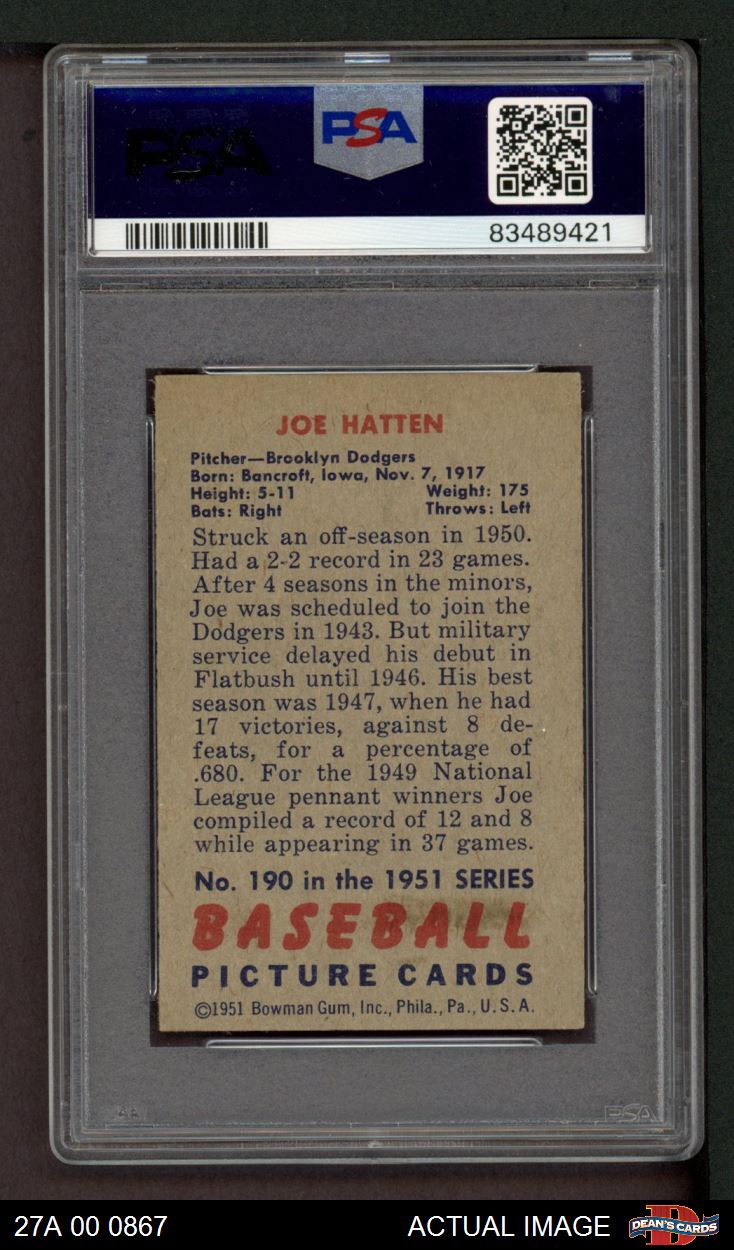 PSA
PSA
83489421
JOE HATTEN
Pitcher—Brooklyn Dodgers
Born: Bancroft, Iowa, Nov. 7, 1917
Height: 5-11 Weight: 175
Bats: Right Throws: Left
Struck an off-season in 1950.
Had a 2-2 record in 23 games.
After 4 seasons in the minors,
Joe was scheduled to join the
Dodgers in 1943. But military
service delayed his debut in
Flatbush until 1946. His best
season was 1947, when he had
17 victories, against 8 de-
feats, for a percentage of
.680. For the 1949 National
League pennant winners Joe
compiled a record of 12 and 8
while appearing in 37 games.
No. 190 in the 1951 SERIES
BASEBALL
PICTURE CARDS
©1951 Bowman Gum, Inc., Phila., Pa., U.S.A.
PSA
27A 00 0867 ACTUAL IMAGE DEAN'S CARDS